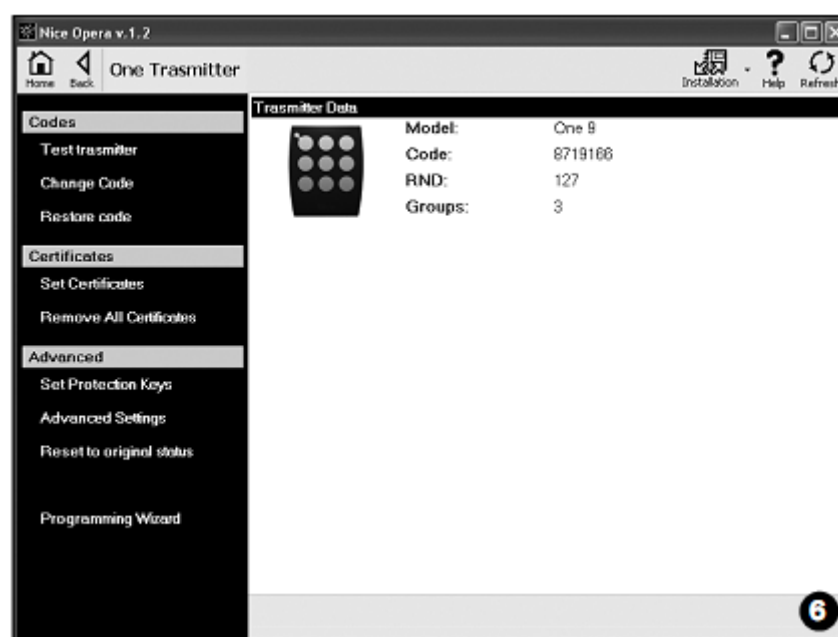 Nice Opera v.1.2
Home Back One Trasmitter Installation Help Refresh
Trasmitter Data
Codes
Test trasmitter
Change Code
Restore code
Certificates
Set Certificates
Remove All Certificates
Advanced
Set Protection Keys
Advanced Settings
Reset to original status
Programming Wizard
Model: One 9
Code: 8719166
RND: 127
Groups: 3
6